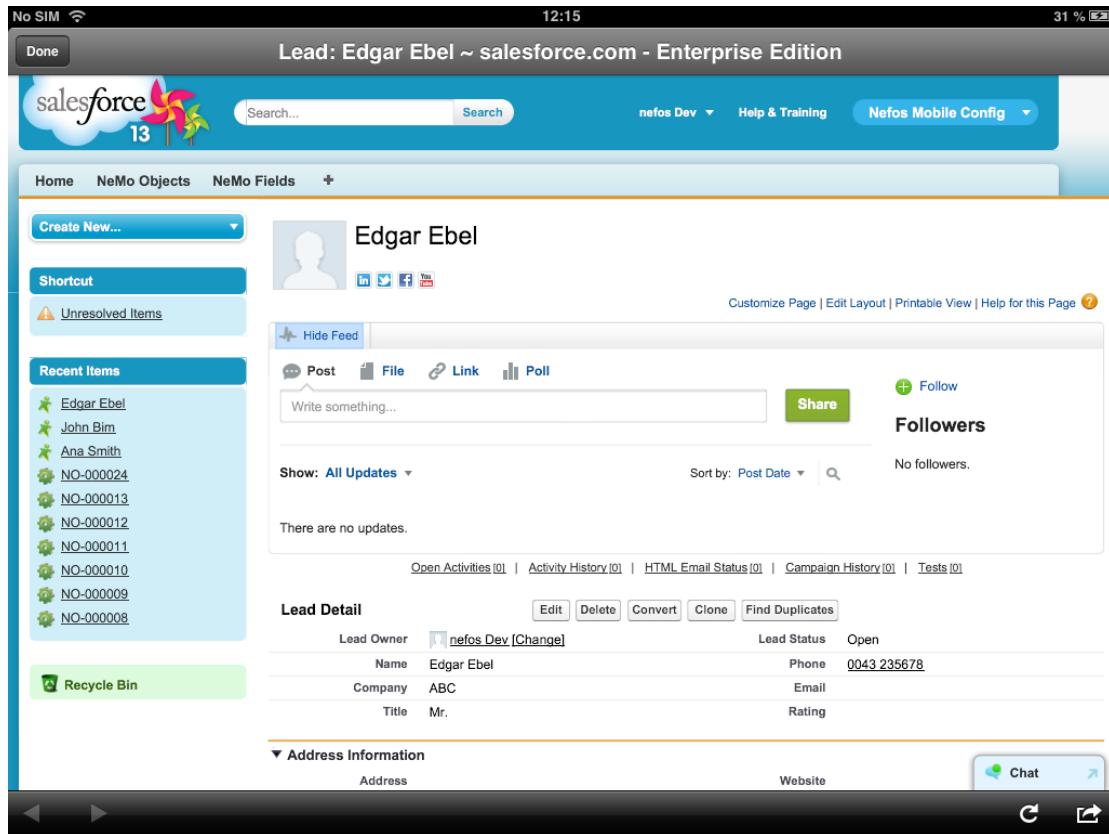 No SIM 12:15 31 %
Done Lead: Edgar Ebel ~ salesforce.com - Enterprise Edition
salesforce
13
Search... Search nefos Dev Help & Training Nefos Mobile Config
Home NeMo Objects NeMo Fields +
Create New...
Shortcut
Unresolved Items
Recent Items
Edgar Ebel
John Bim
Ana Smith
NO-000024
NO-000013
NO-000012
NO-000011
NO-000010
NO-000009
NO-000008
Recycle Bin
Edgar Ebel
in f You Tube
Customize Page | Edit Layout | Printable View | Help for this Page ?
Hide Feed
Post File Link Poll
Write something... Share
Follow
Followers
No followers.
Show: All Updates Sort by: Post Date
There are no updates.
Open Activities [0] | Activity History [0] | HTML Email Status [0] | Campaign History [0] | Tests [0]
Lead Detail Edit Delete Convert Clone Find Duplicates
Lead Owner nefos Dev [Change] Lead Status Open
Name Edgar Ebel Phone 0043 235678
Company ABC Email
Title Mr. Rating
Address Information
Address Website
Chat